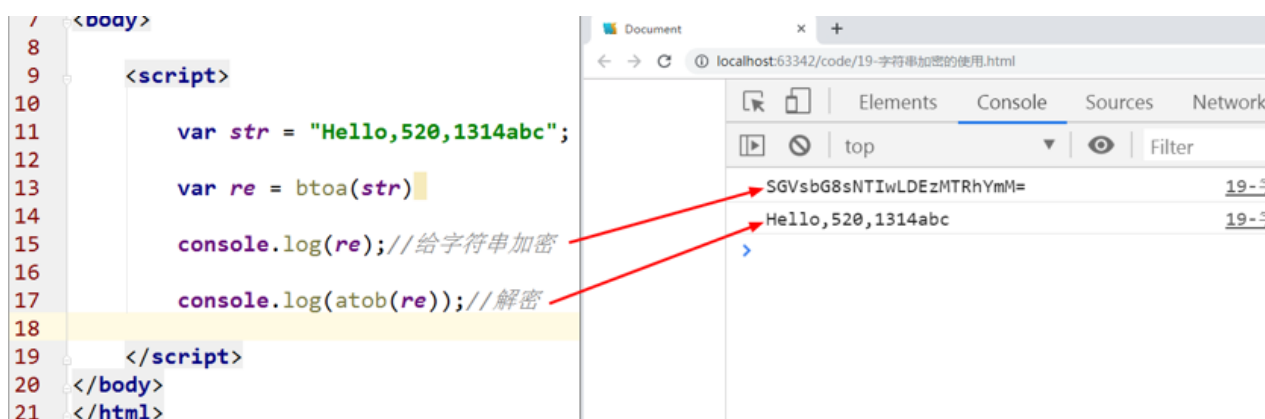 7 <body>
8
9 <script>
10
11 var str = "Hello,520,1314abc";
12
13 var re = btoa(str)
14
15 console.log(re);//给字符串加密
16
17 console.log(atob(re));//解密
18
19 </script>
20 </body>
21 </html>
Document
localhost:63342/code/19-字符串加密的使用.html
Elements Console Sources Network
top Filter
SGVsbG8sNTIwLDEzMTRhYmM= 19-
Hello,520,1314abc 19-